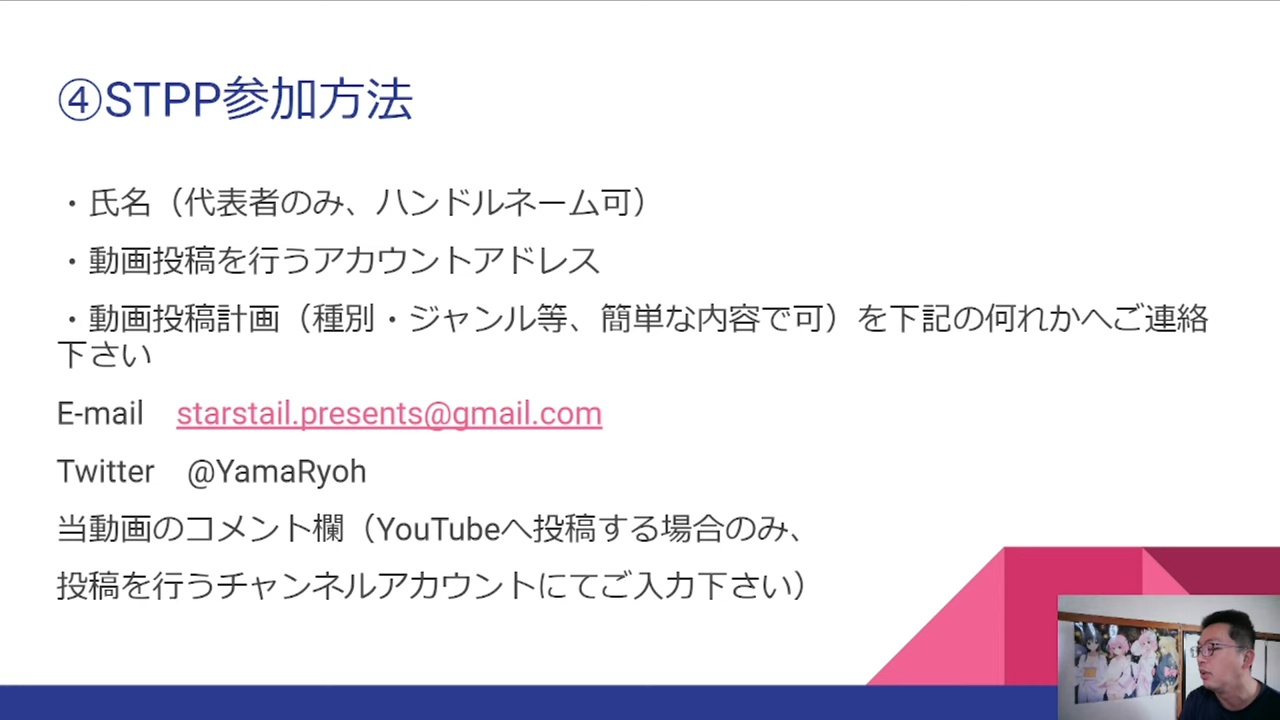 ④STPP参加方法
・氏名（代表者のみ、ハンドルネーム可）
・動画投稿を行うアカウントアドレス
・動画投稿計画（種別・ジャンル等、簡単な内容で可）を下記の何れかへご連絡
下さい
E-mail　starstail.presents@gmail.com
Twitter　@YamaRyoh
当動画のコメント欄（YouTubeへ投稿する場合のみ、
投稿を行うチャンネルアカウントにてご入力下さい）